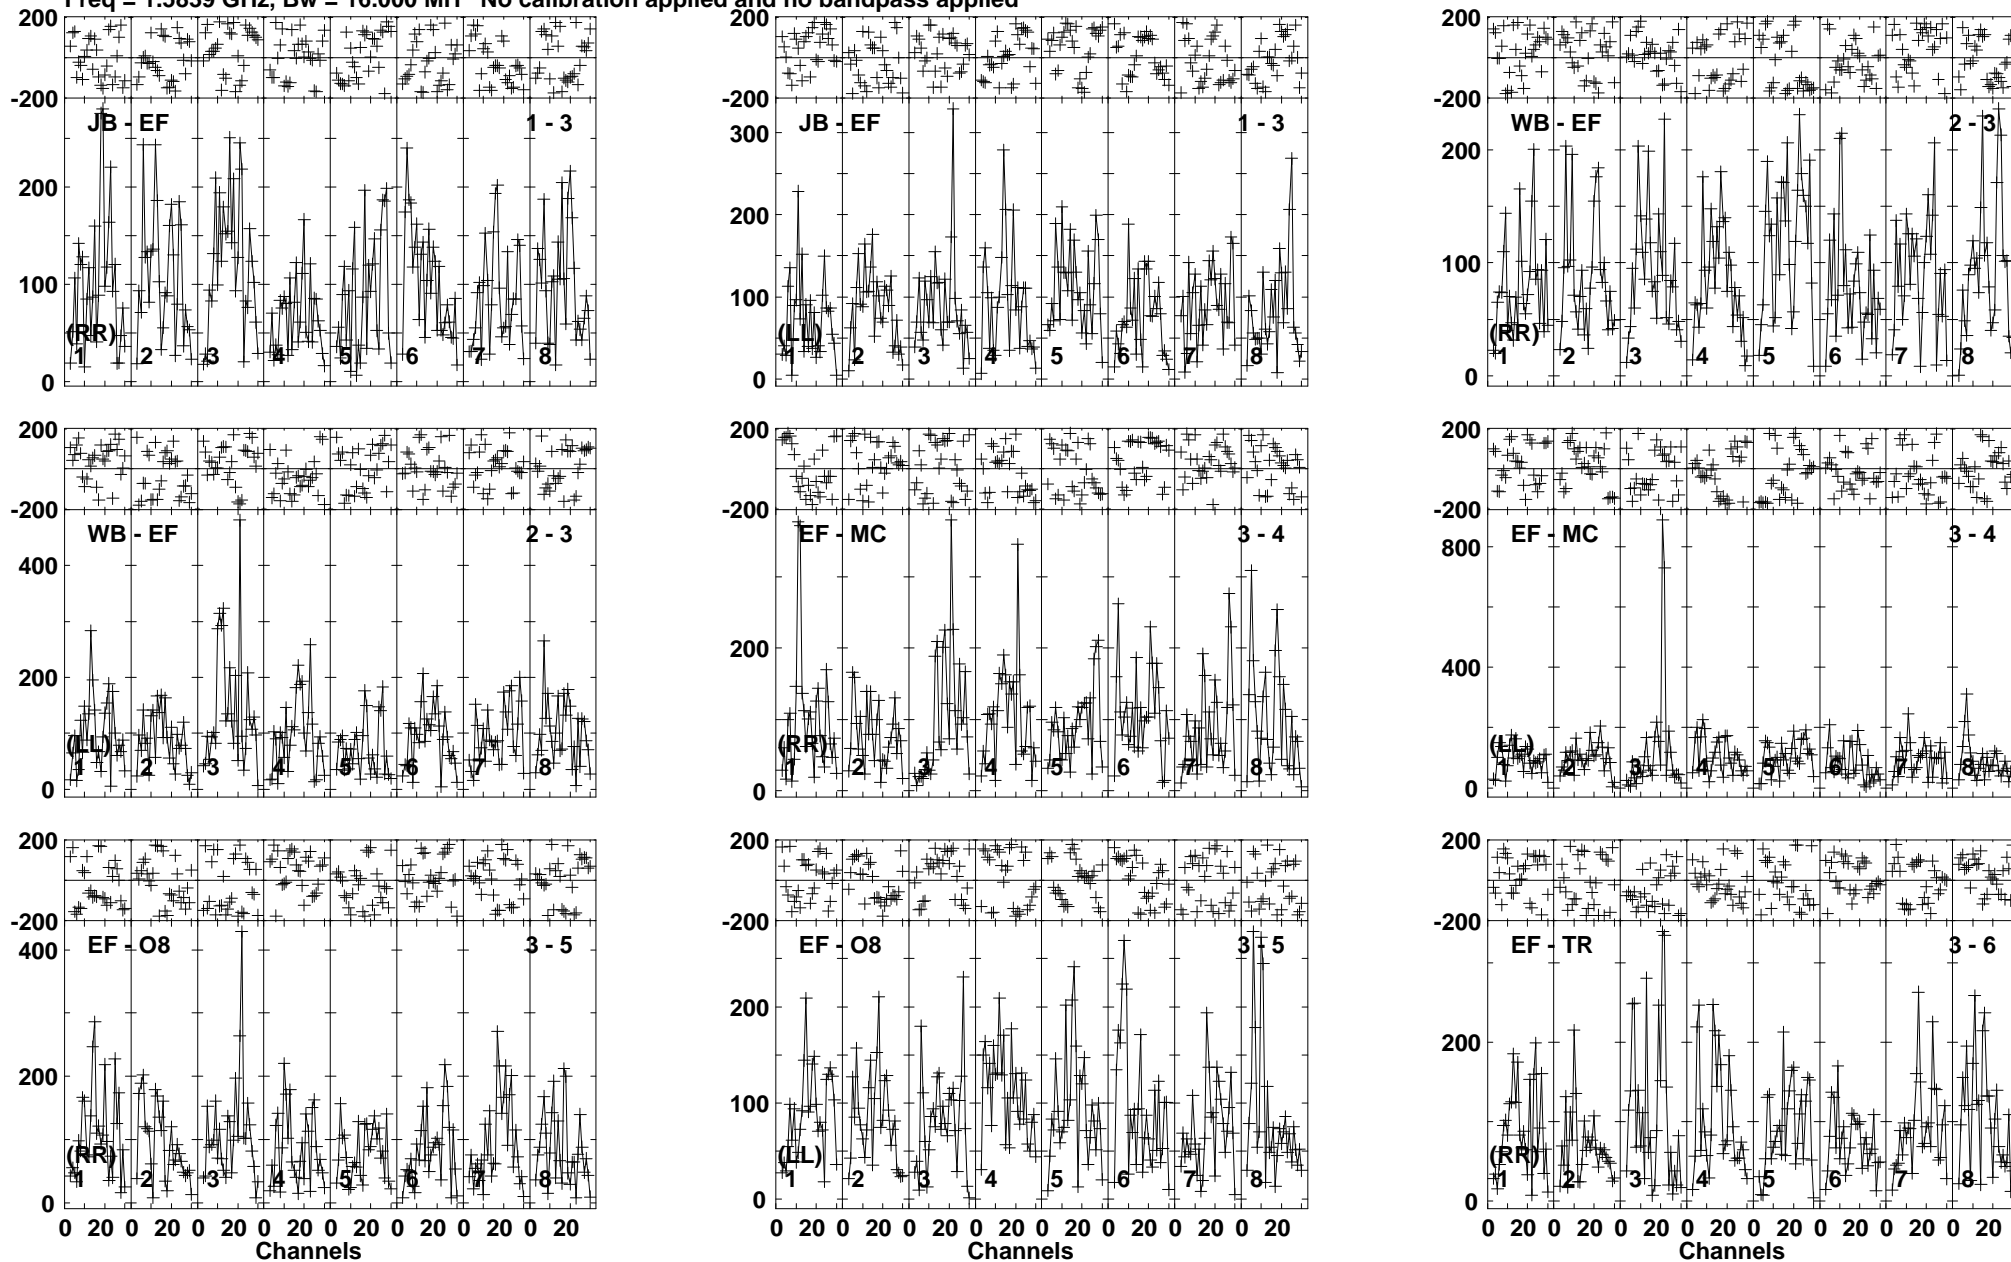 Freq = 1.5839 GHz, Bw = 16.000 MH No calibration applied and no bandpass applied
200 200 200
-200 -200 -200
JB - EF 1 - 3 JB - EF 1 - 3 WB - EF 2 - 3
300
200 200 200
100 100 100
(RR) (LL) (RR)
1 2 3 4 5 6 7 8 1 2 3 4 5 6 7 8 1 2 3 4 5 6 7 8
0 0 0
200 200 200
-200 -200 -200
WB - EF 2 - 3 EF - MC 3 - 4 EF - MC 3 - 4
400 800
200 200 400
(LL) (RR) (LL)
1 2 3 4 5 6 7 8 1 2 3 4 5 6 7 8 1 2 3 4 5 6 7 8
0 0 0
200 200 200
-200 -200 -200
EF - O8 3 - 5 EF - O8 3 - 5 EF - TR 3 - 6
400
200 200 200
100
(RR) (LL) (RR)
1 2 3 4 5 6 7 8 1 2 3 4 5 6 7 8 1 2 3 4 5 6 7 8
0 0 0
0 20 0 20 0 20 0 20 0 20 0 20 0 20 0 20 0 20 0 20 0 20 0 20 0 20 0 20 0 20 0 20 0 20 0 20 0 20 0 20 0 20 0 20 0 20 0 20
Channels Channels Channels